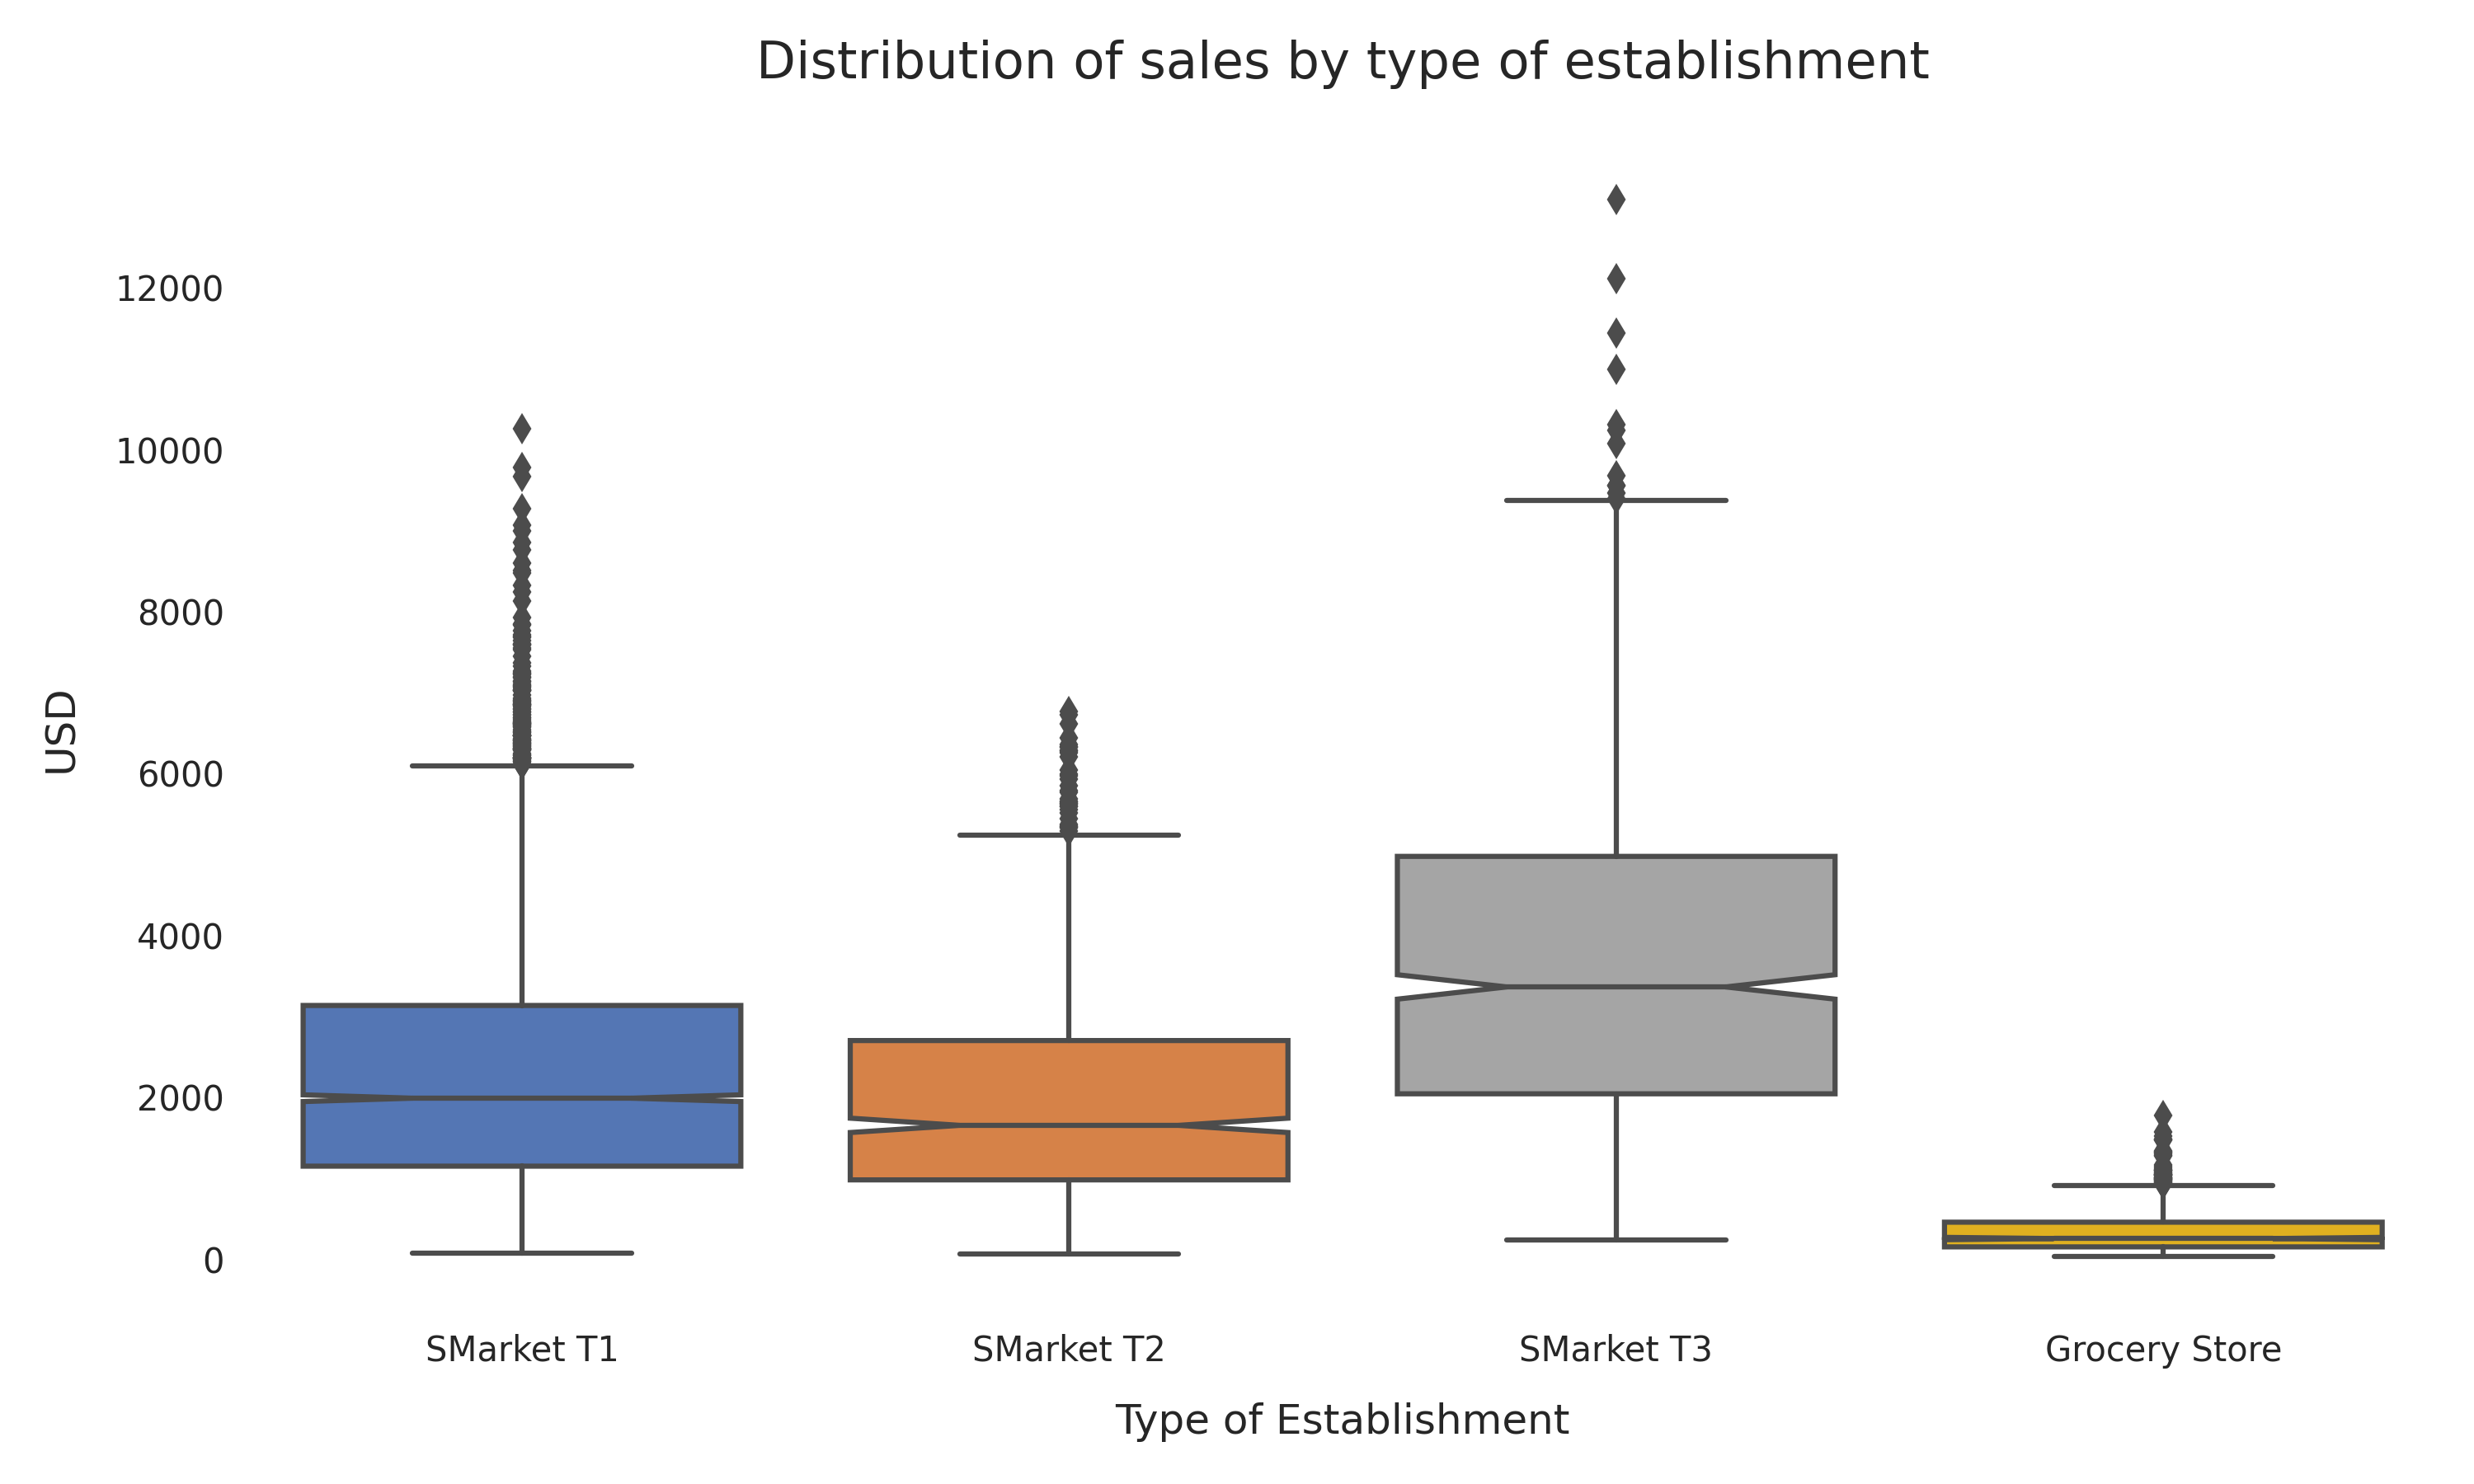 Distribution of sales by type of establishment
12000
10000
8000
6000
4000
2000
0
USD
SMarket T1
SMarket T2
SMarket T3
Grocery Store
Type of Establishment